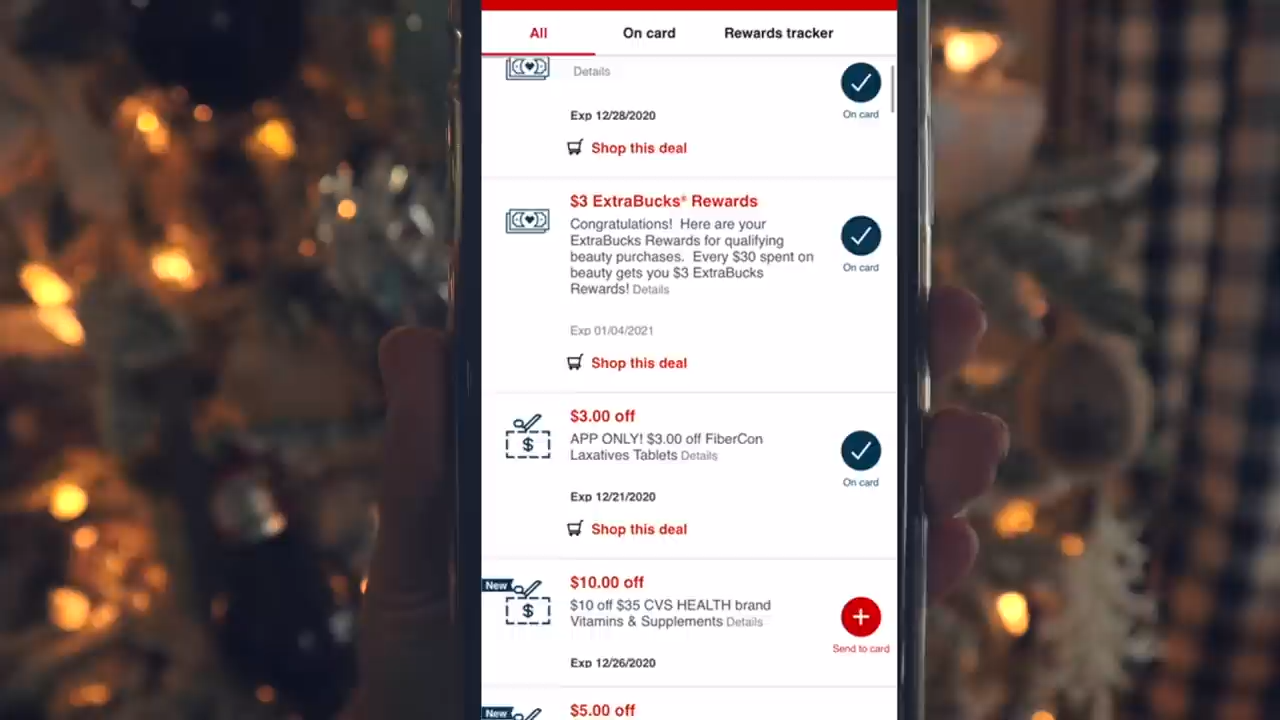 All On card Rewards tracker
Details
On card
Exp 12/28/2020
Shop this deal
$3 ExtraBucks® Rewards
Congratulations! Here are your
ExtraBucks Rewards for qualifying
beauty purchases. Every $30 spent on
beauty gets you $3 ExtraBucks
Rewards! Details
On card
Exp 01/04/2021
Shop this deal
$3.00 off
APP ONLY! $3.00 off FiberCon
Laxatives Tablets Details
On card
Exp 12/21/2020
Shop this deal
New
$10.00 off
$10 off $35 CVS HEALTH brand
Vitamins & Supplements Details
Send to card
Exp 12/26/2020
New
$5.00 off